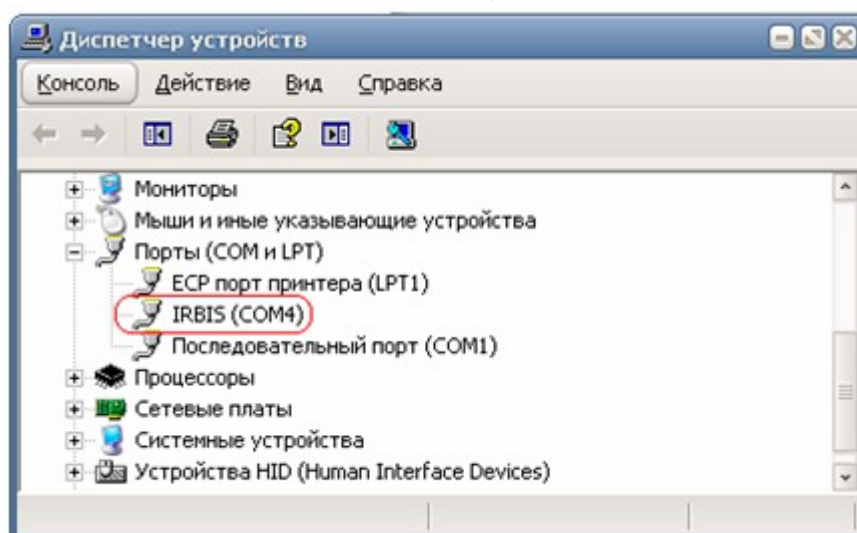 Диспетчер устройств
Консоль Действие Вид Справка
Мониторы
Мыши и иные указывающие устройства
Порты (COM и LPT)
ECP порт принтера (LPT1)
IRBIS (COM4)
Последовательный порт (COM1)
Процессоры
Сетевые платы
Системные устройства
Устройства HID (Human Interface Devices)